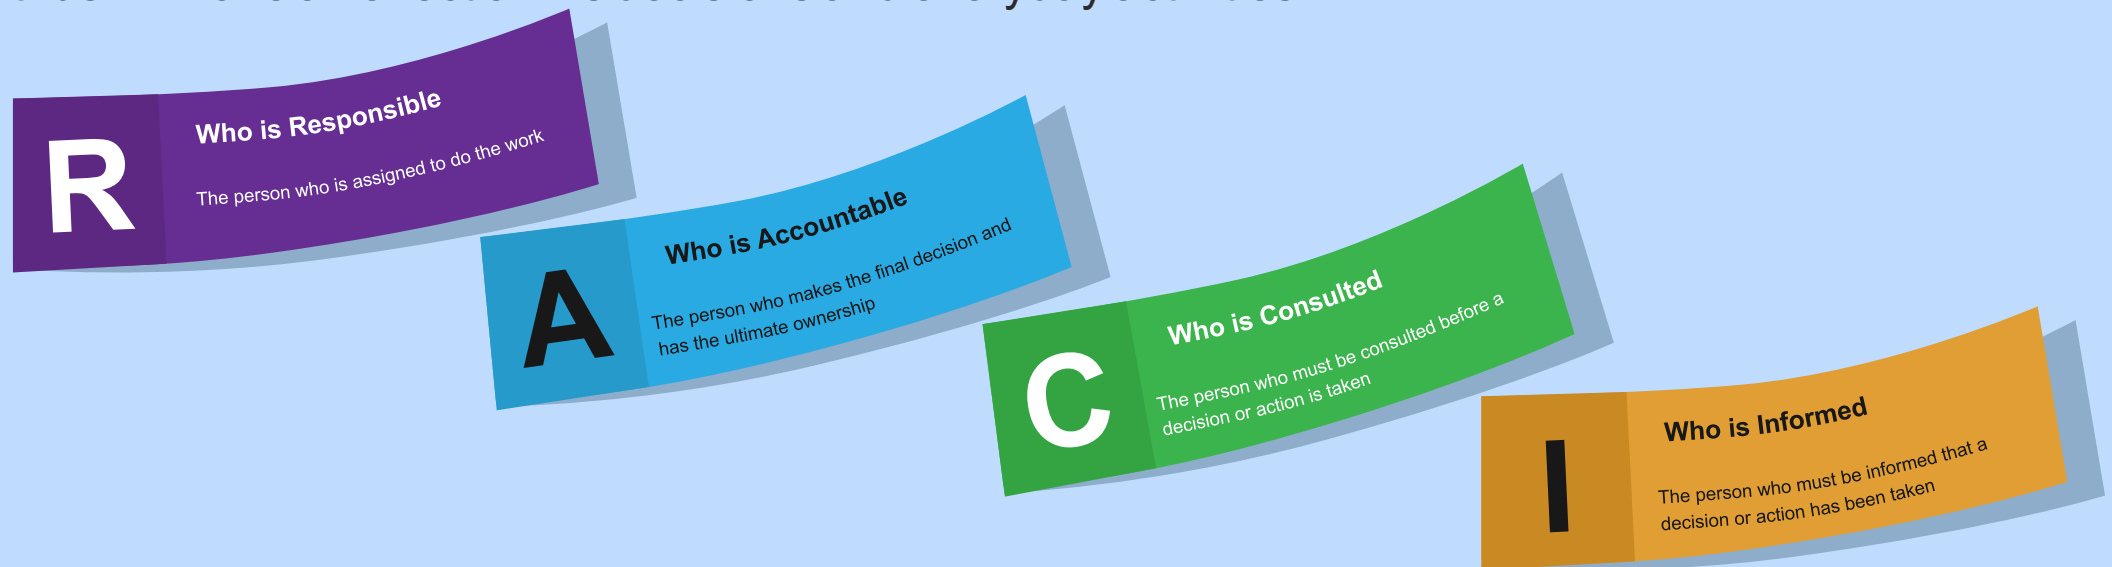 R
Who is Responsible
The person who is assigned to do the work
A
Who is Accountable
The person who makes the final decision and
has the ultimate ownership
C
Who is Consulted
The person who must be consulted before a
decision or action is taken
I
Who is Informed
The person who must be informed that a
decision or action has been taken